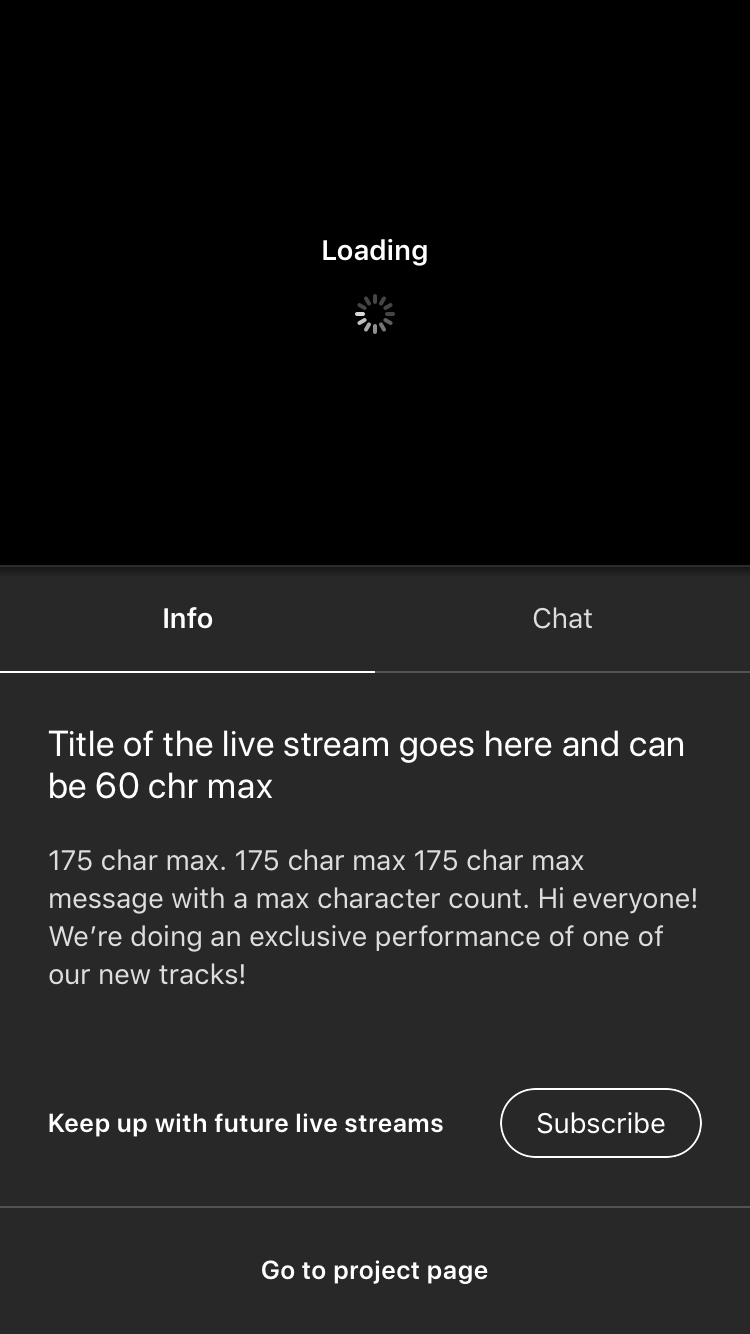 Loading
Info
Chat
Title of the live stream goes here and can
be 60 chr max
175 char max. 175 char max 175 char max
message with a max character count. Hi everyone!
We’re doing an exclusive performance of one of
our new tracks!
Keep up with future live streams
Subscribe
Go to project page